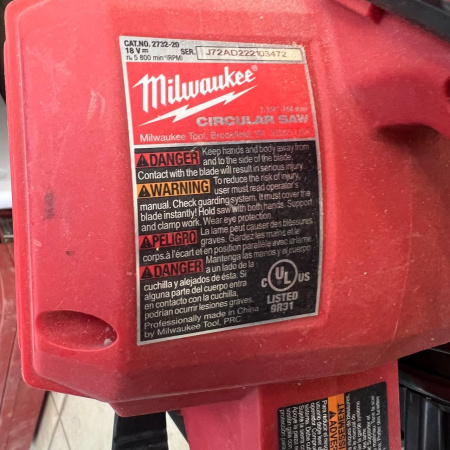 CAT.NO. 2732-20
18 V
SER. J72AD222103472
n₀ 5 800 min⁻¹(RPM)
Milwaukee
7-1/4"
CIRCULAR SAW
Milwaukee Tool, Brookfield, WI
DANGER Keep hands and body away from
and to the side of the blade.
Contact with the blade will result in serious injury.
WARNING To reduce the risk of injury,
user must read operator's
manual. Check guarding system. It must cover the
blade instantly! Hold saw with both hands. Support
and clamp work. Wear eye protection.
PELIGRO La lame peut causer des blessures
graves. Gardez les mains et le
corps à l'écart et en position parallèle avec la lame.
DANGER Mantenga las manos y el cuerpo
a un lado de la
cuchilla y alejados de ésta. Si
alguna parte del cuerpo entra
en contacto con la cuchilla,
podrían ocurrir lesiones graves.
Professionally made in China
by Milwaukee Tool, PRC
C UL US
LISTED
9R31